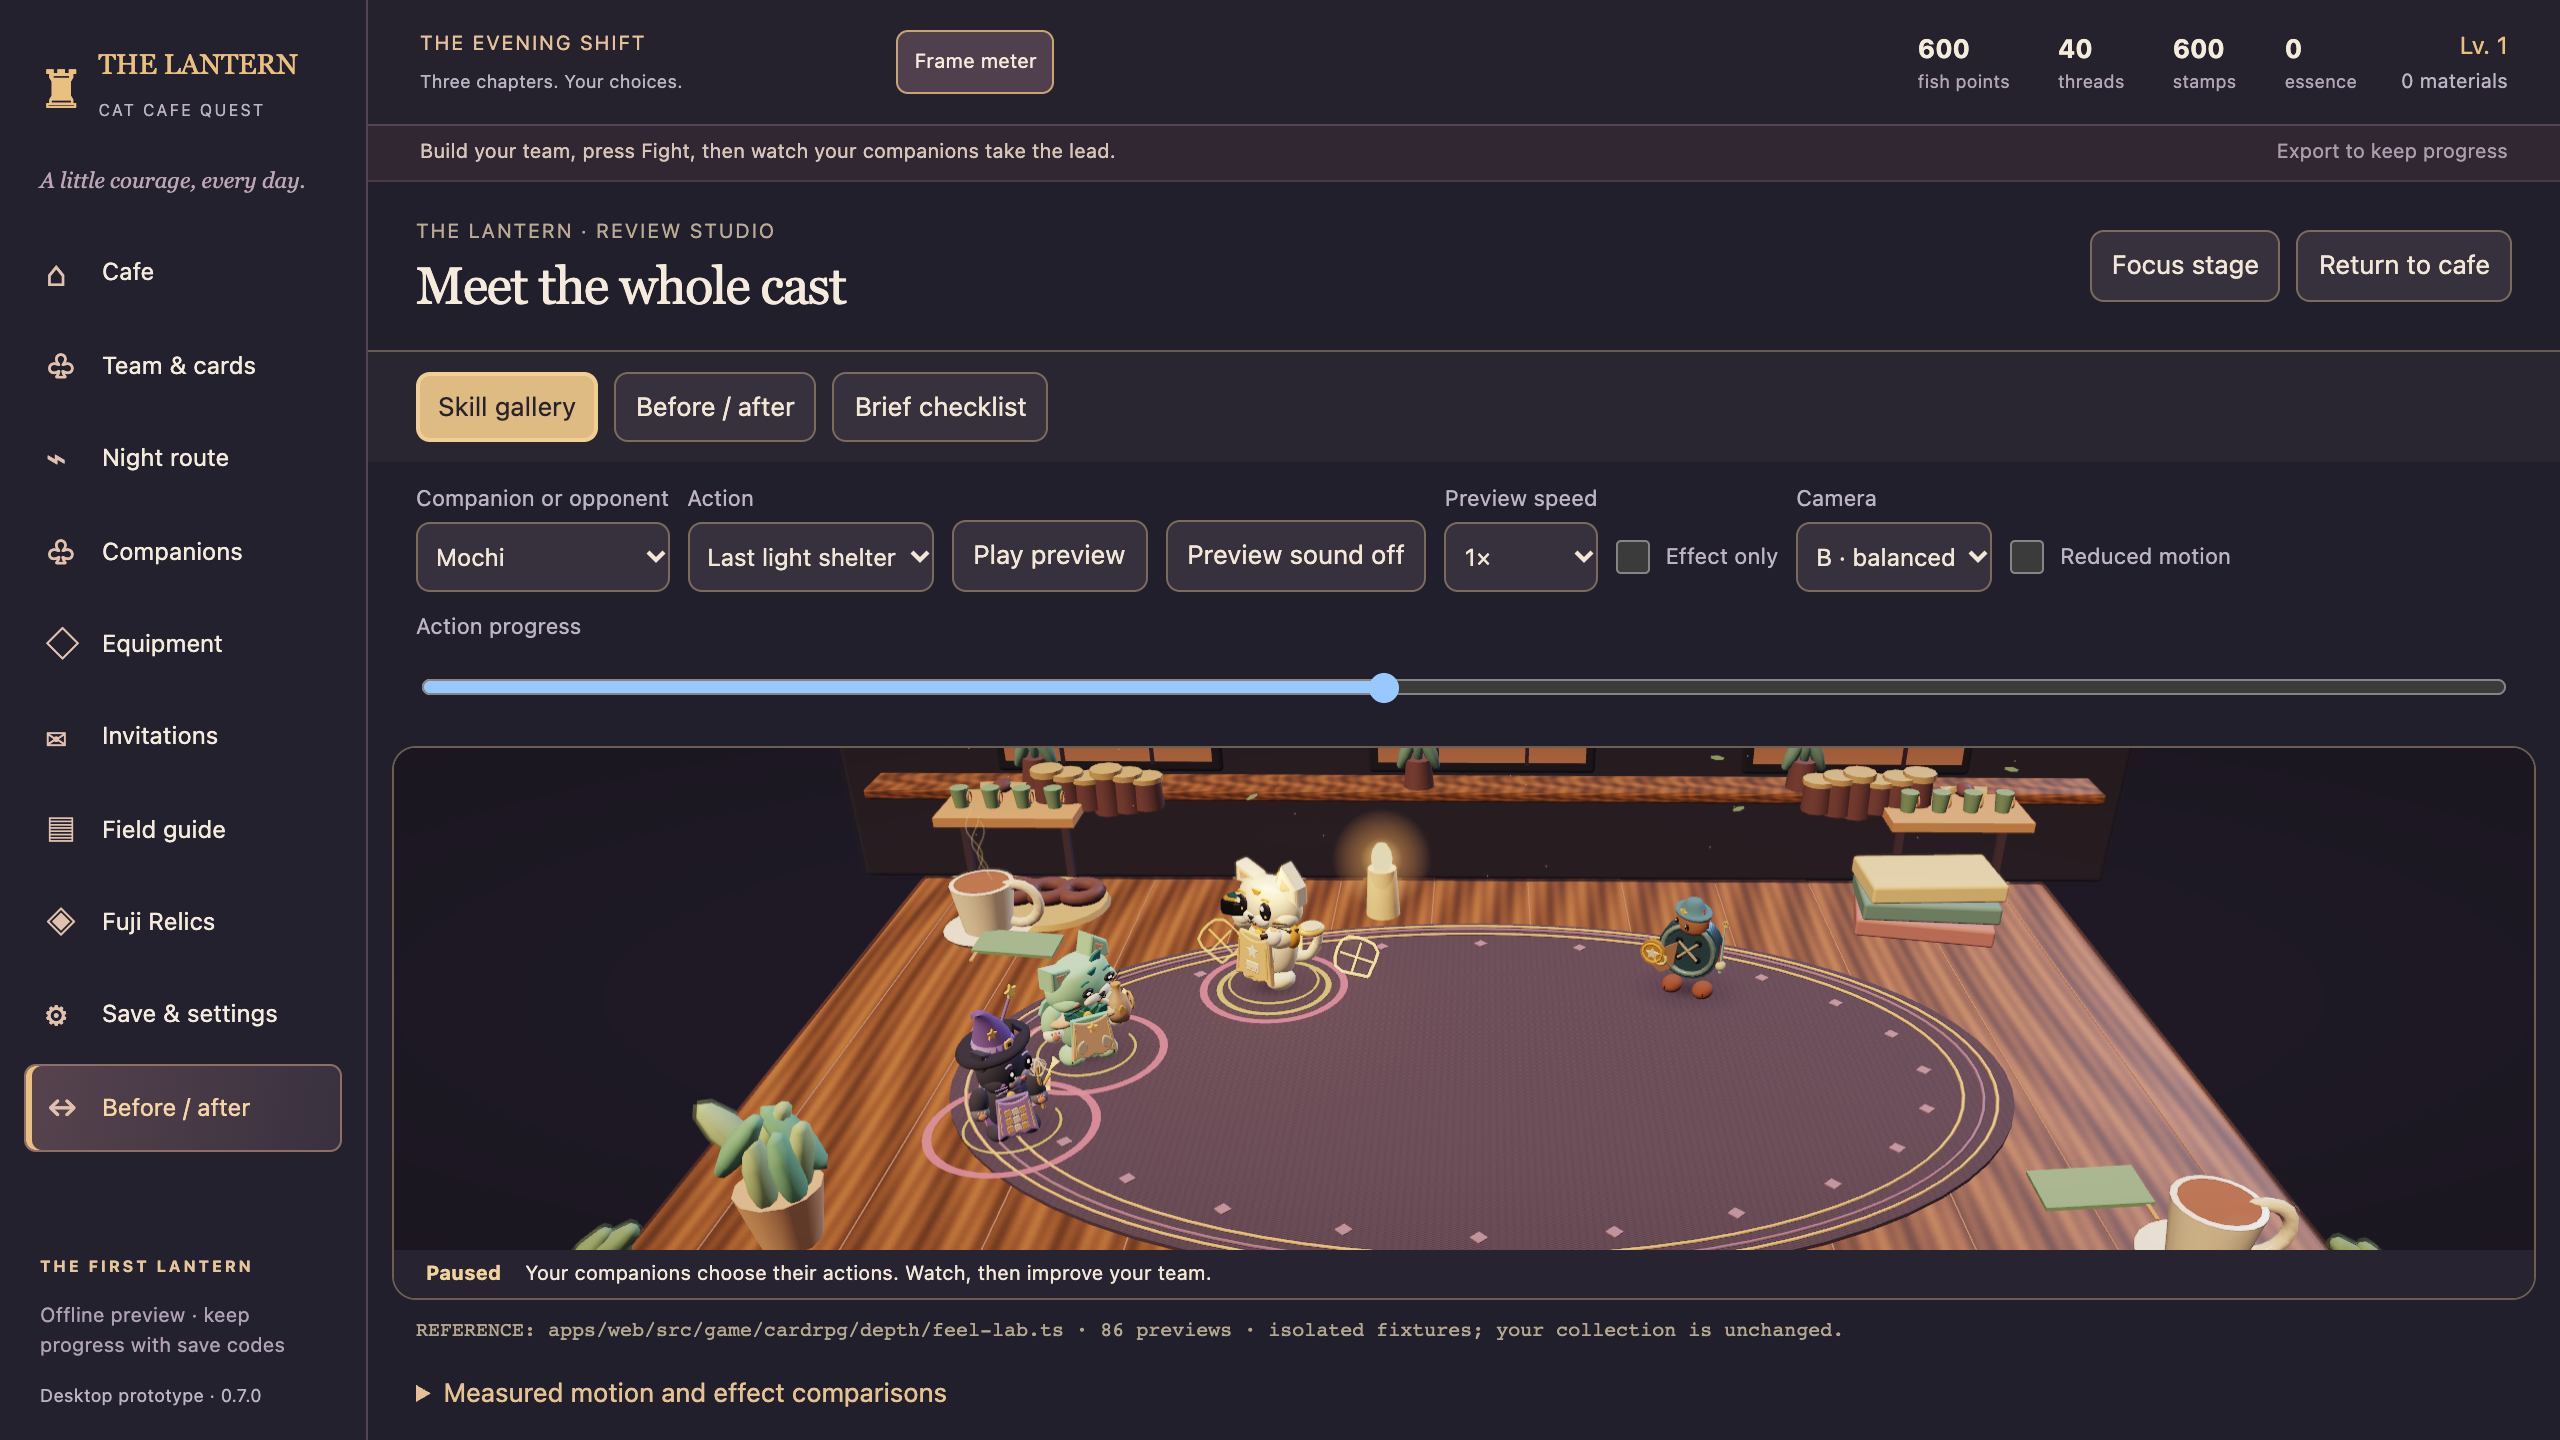 THE LANTERN
CAT CAFE QUEST
A little courage, every day.
Cafe
Team & cards
Night route
Companions
Equipment
Invitations
Field guide
Fuji Relics
Save & settings
Before / after
THE FIRST LANTERN
Offline preview · keep
progress with save codes
Desktop prototype · 0.7.0
THE EVENING SHIFT
Three chapters. Your choices.
Frame meter
600
fish points
40
threads
600
stamps
0
essence
Lv. 1
0 materials
Build your team, press Fight, then watch your companions take the lead.
Export to keep progress
THE LANTERN · REVIEW STUDIO
Meet the whole cast
Focus stage
Return to cafe
Skill gallery
Before / after
Brief checklist
Companion or opponent
Mochi
Action
Last light shelter
Play preview
Preview sound off
Preview speed
1×
Effect only
Camera
B · balanced
Reduced motion
Action progress
Paused Your companions choose their actions. Watch, then improve your team.
REFERENCE: apps/web/src/game/cardrpg/depth/feel-lab.ts · 86 previews · isolated fixtures; your collection is unchanged.
Measured motion and effect comparisons